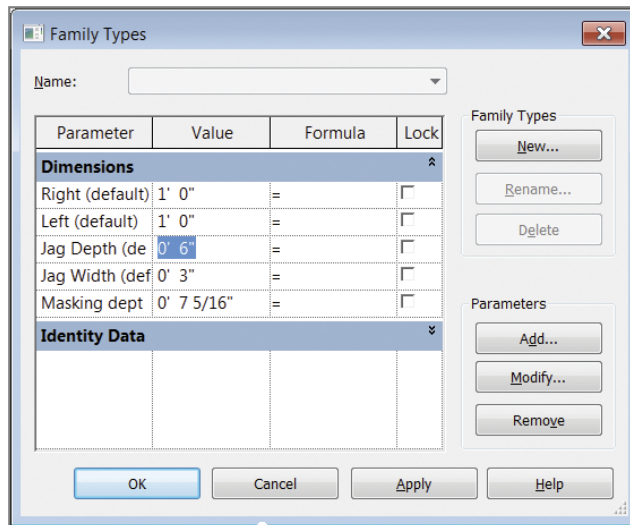 Family Types
Name:
Family Types
Parameter Value Formula Lock
New...
Dimensions
Right (default) 1' 0" =
Rename...
Left (default) 1' 0" =
Delete
Jag Depth (de 0' 6" =
Jag Width (def 0' 3" =
Masking dept 0' 7 5/16" =
Parameters
Identity Data
Add...
Modify...
Remove
OK Cancel Apply Help